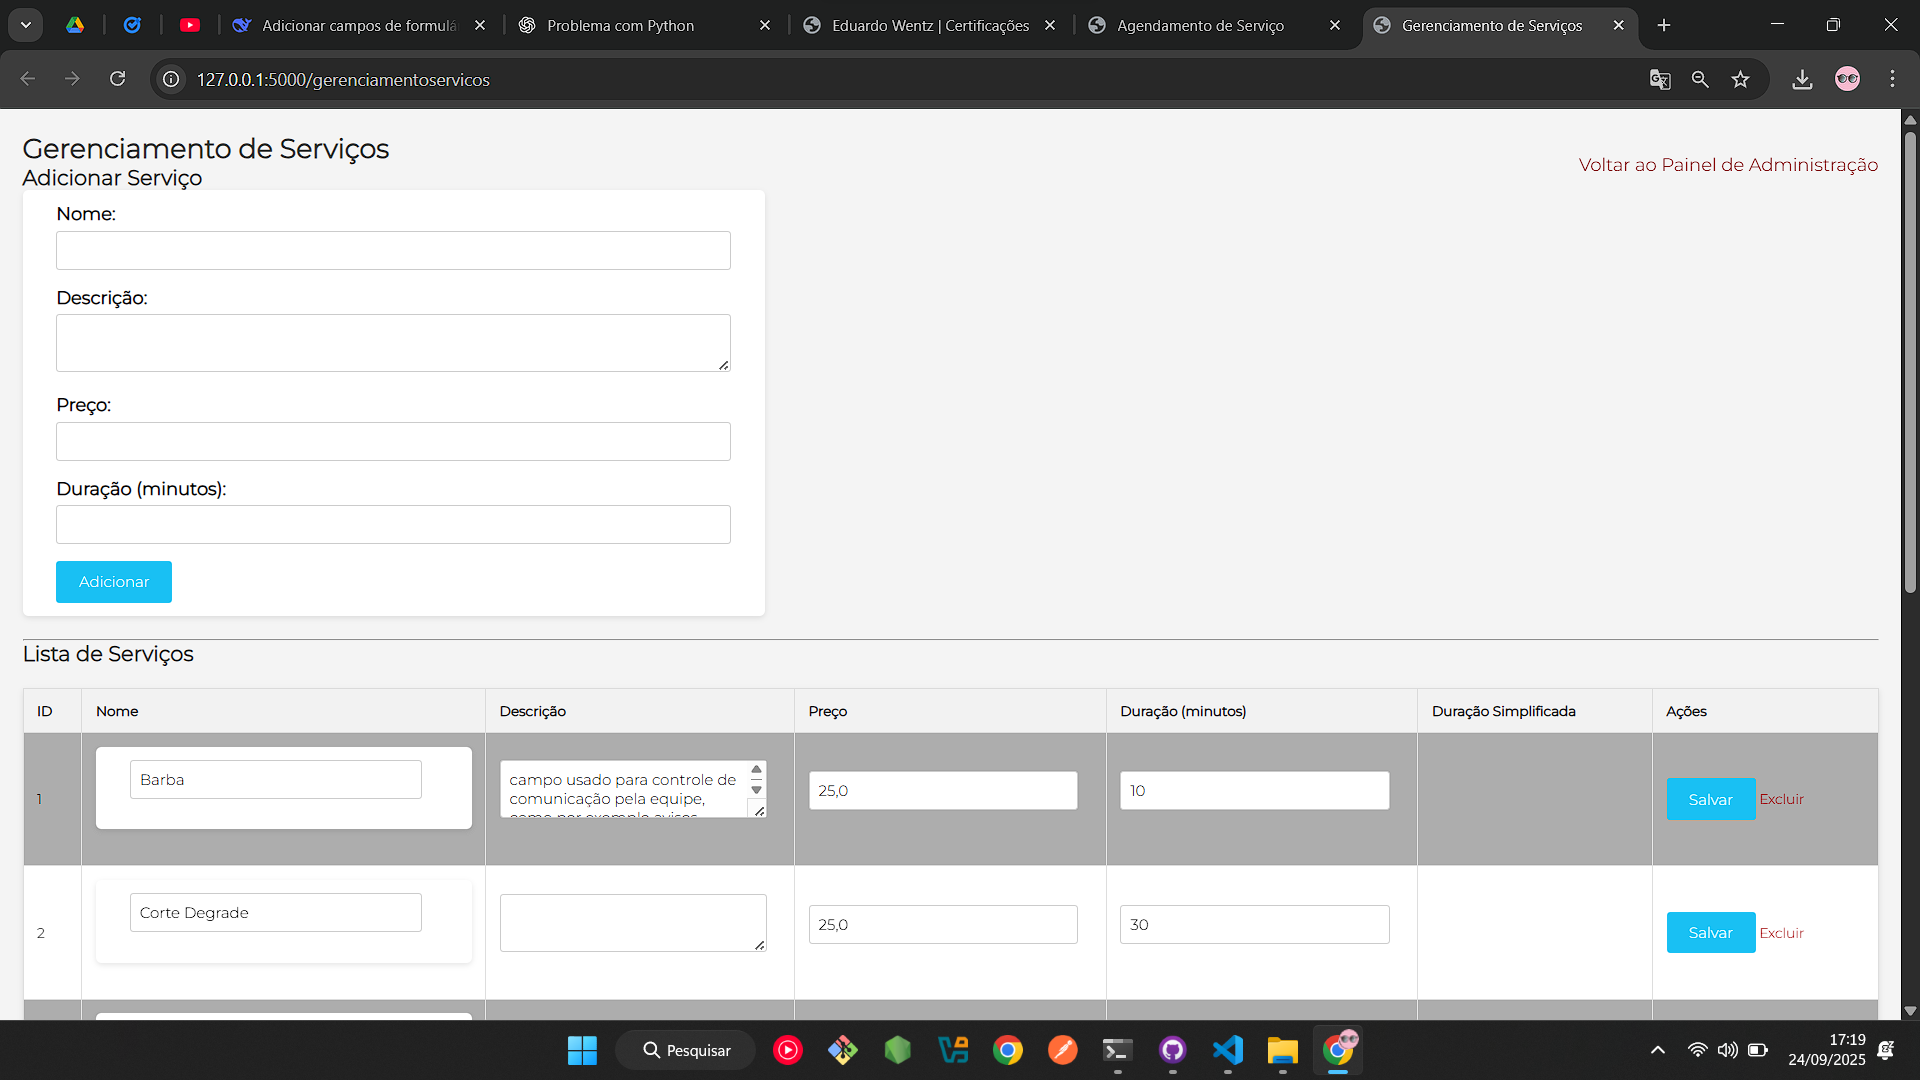 Adicionar campos de formulá
Problema com Python
Eduardo Wentz | Certificações
Agendamento de Serviço
Gerenciamento de Serviços
127.0.0.1:5000/gerenciamentoservicos
Gerenciamento de Serviços
Voltar ao Painel de Administração
Adicionar Serviço
Nome:
Descrição:
Preço:
Duração (minutos):
Adicionar
Lista de Serviços
ID Nome Descrição Preço Duração (minutos) Duração Simplificada Ações
1 Barba campo usado para controle de 25,0 10 Salvar Excluir
comunicação pela equipe,
como por exemplo avisos
2 Corte Degrade 25,0 30 Salvar Excluir
Pesquisar
17:19
24/09/2025